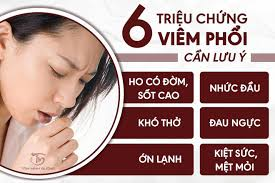 6 TRIỆU CHỨNG
VIÊM PHỔI
CẦN LƯU Ý
HO CÓ ĐỜM,
SỐT CAO
NHỨC ĐẦU
KHÓ THỞ
ĐAU NGỰC
ỚN LẠNH
KIỆT SỨC,
MỆT MỎI